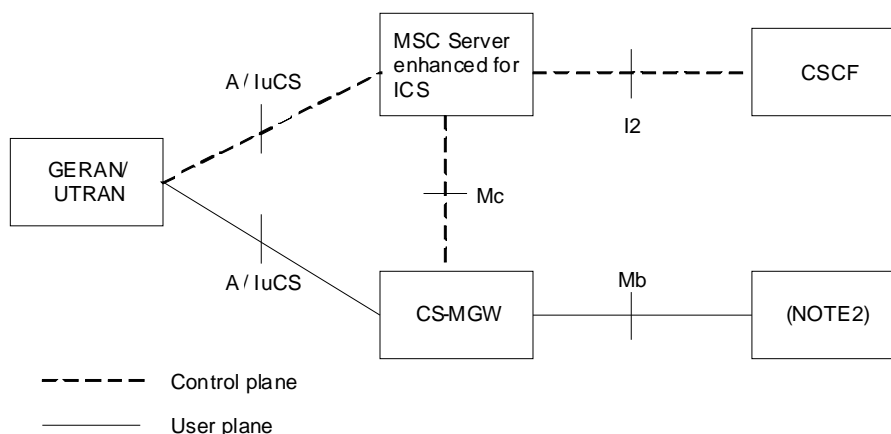 MSC Server
enhanced for
ICS
CSCF
A / IuCS
I2
GERAN/
UTRAN
Mc
A / IuCS
Mb
CS-MGW
(NOTE2)
Control plane
User plane